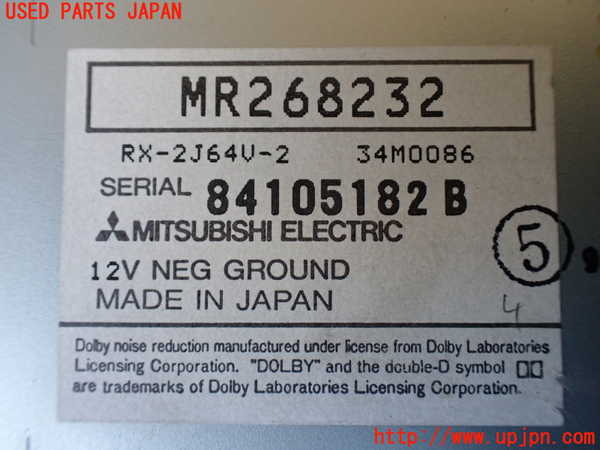 USED PARTS JAPAN
MR268232
RX-2J64V-2 34M0086
SERIAL 84105182B
MITSUBISHI ELECTRIC
12V NEG GROUND
MADE IN JAPAN
5
4
Dolby noise reduction manufactured under license from Dolby Laboratories
Licensing Corporation. "DOLBY" and the double-D symbol
are trademarks of Dolby Laboratories Licensing Corporation.
http://www.upjpn.com/